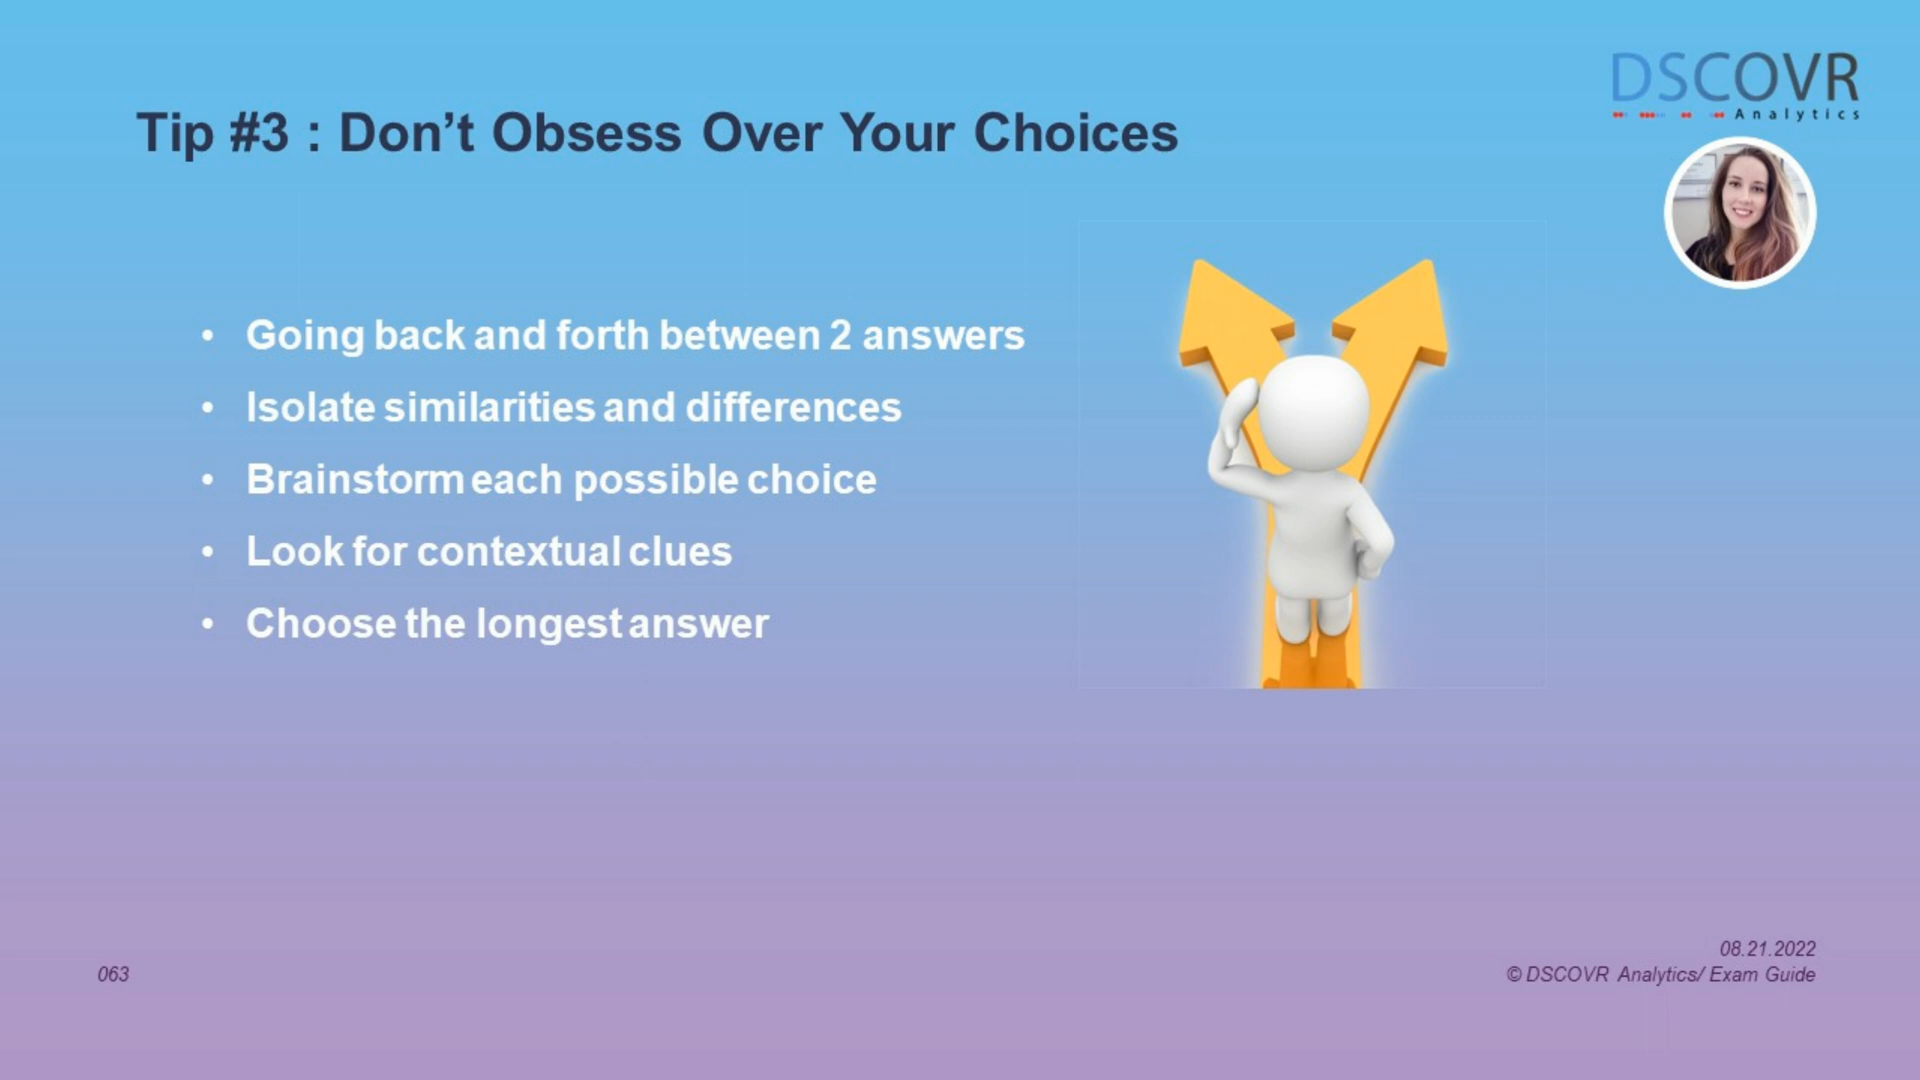 DSCOVR
Analytics
Tip #3 : Don’t Obsess Over Your Choices
• Going back and forth between 2 answers
• Isolate similarities and differences
• Brainstorm each possible choice
• Look for contextual clues
• Choose the longest answer
08.21.2022
063
© DSCOVR Analytics/ Exam Guide